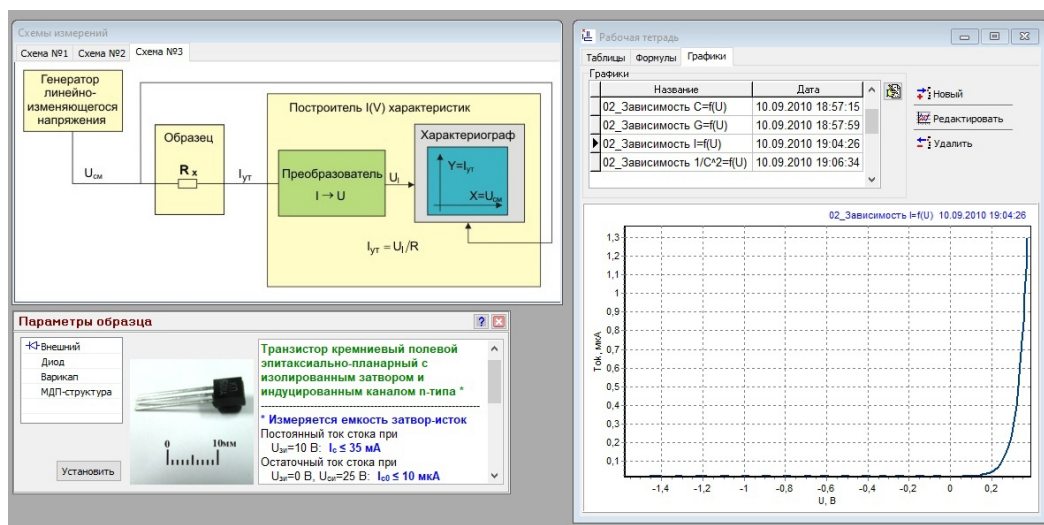 Схемы измерений
Схема №1 Схема №2 Схема №3
Генератор
линейно-
изменяющегося
напряжения
Uсм
Образец
Rx
Iут
Построитель I(V) характеристик
Преобразователь
I → U
UI
Характериограф
Y=Iут
X=Uсм
Iут = UI/R
Параметры образца
Внешний
Диод
Варикап
МДП-структура
Установить
0 10мм
Транзистор кремниевый полевой
эпитаксиально-планарный с
изолированным затвором и
индуцированным каналом n-типа *
* Измеряется емкость затвор-исток
Постоянный ток стока при
Uзи=10 В: Ic ≤ 35 мА
Остаточный ток стока при
Uзи=0 В, Uси=25 В: Ic0 ≤ 10 мкА
Рабочая тетрадь
Таблицы Формулы Графики
Графики
Название Дата
02_Зависимость C=f(U) 10.09.2010 18:57:15
02_Зависимость G=f(U) 10.09.2010 18:57:59
02_Зависимость I=f(U) 10.09.2010 19:04:26
02_Зависимость 1/C^2=f(U) 10.09.2010 19:06:34
Новый
Редактировать
Удалить
02_Зависимость I=f(U) 10.09.2010 19:04:26
1,3
1,2
1,1
1
0,9
0,8
0,7
0,6
0,5
0,4
0,3
0,2
0,1
Ток, мкА
-1,4 -1,2 -1 -0,8 -0,6 -0,4 -0,2 0 0,2
U, В